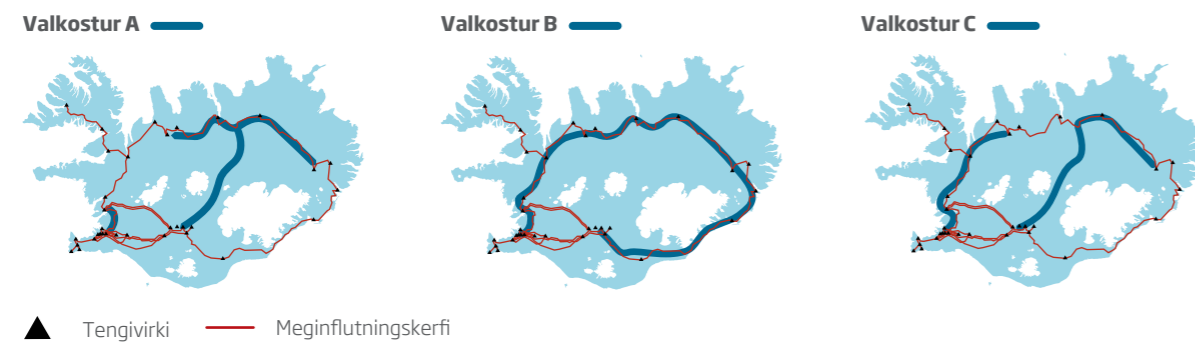 Valkostur A
Valkostur B
Valkostur C
Tengivirki
Meginflutningskerfi